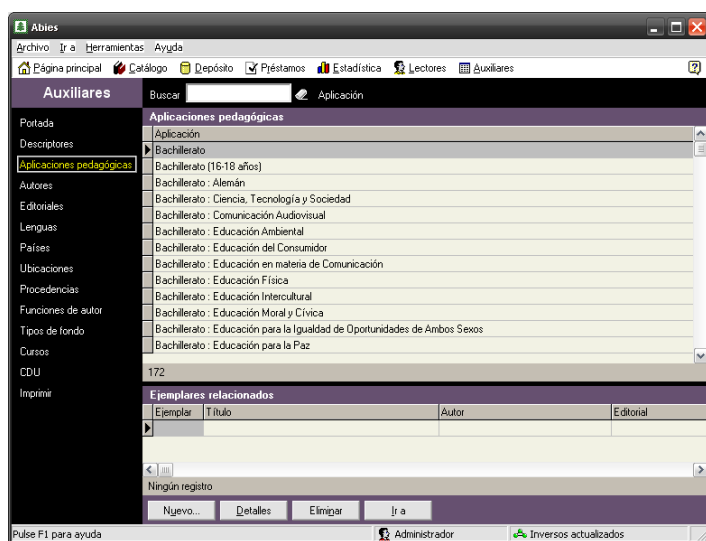 Abies
Archivo Ir a Herramientas Ayuda
Página principal Catálogo Depósito Préstamos Estadística Lectores Auxiliares
Auxiliares
Buscar Aplicación
Portada
Descriptores
Aplicaciones pedagógicas
Autores
Editoriales
Lenguas
Países
Ubicaciones
Procedencias
Funciones de autor
Tipos de fondo
Cursos
CDU
Imprimir
Aplicaciones pedagógicas
Aplicación
Bachillerato
Bachillerato (16-18 años)
Bachillerato : Alemán
Bachillerato : Ciencia, Tecnología y Sociedad
Bachillerato : Comunicación Audiovisual
Bachillerato : Educación Ambiental
Bachillerato : Educación del Consumidor
Bachillerato : Educación en materia de Comunicación
Bachillerato : Educación Física
Bachillerato : Educación Intercultural
Bachillerato : Educación Moral y Cívica
Bachillerato : Educación para la Igualdad de Oportunidades de Ambos Sexos
Bachillerato : Educación para la Paz
172
Ejemplares relacionados
Ejemplar Título Autor Editorial
Ningún registro
Nuevo... Detalles Eliminar Ir a
Pulse F1 para ayuda Administrador Inversos actualizados